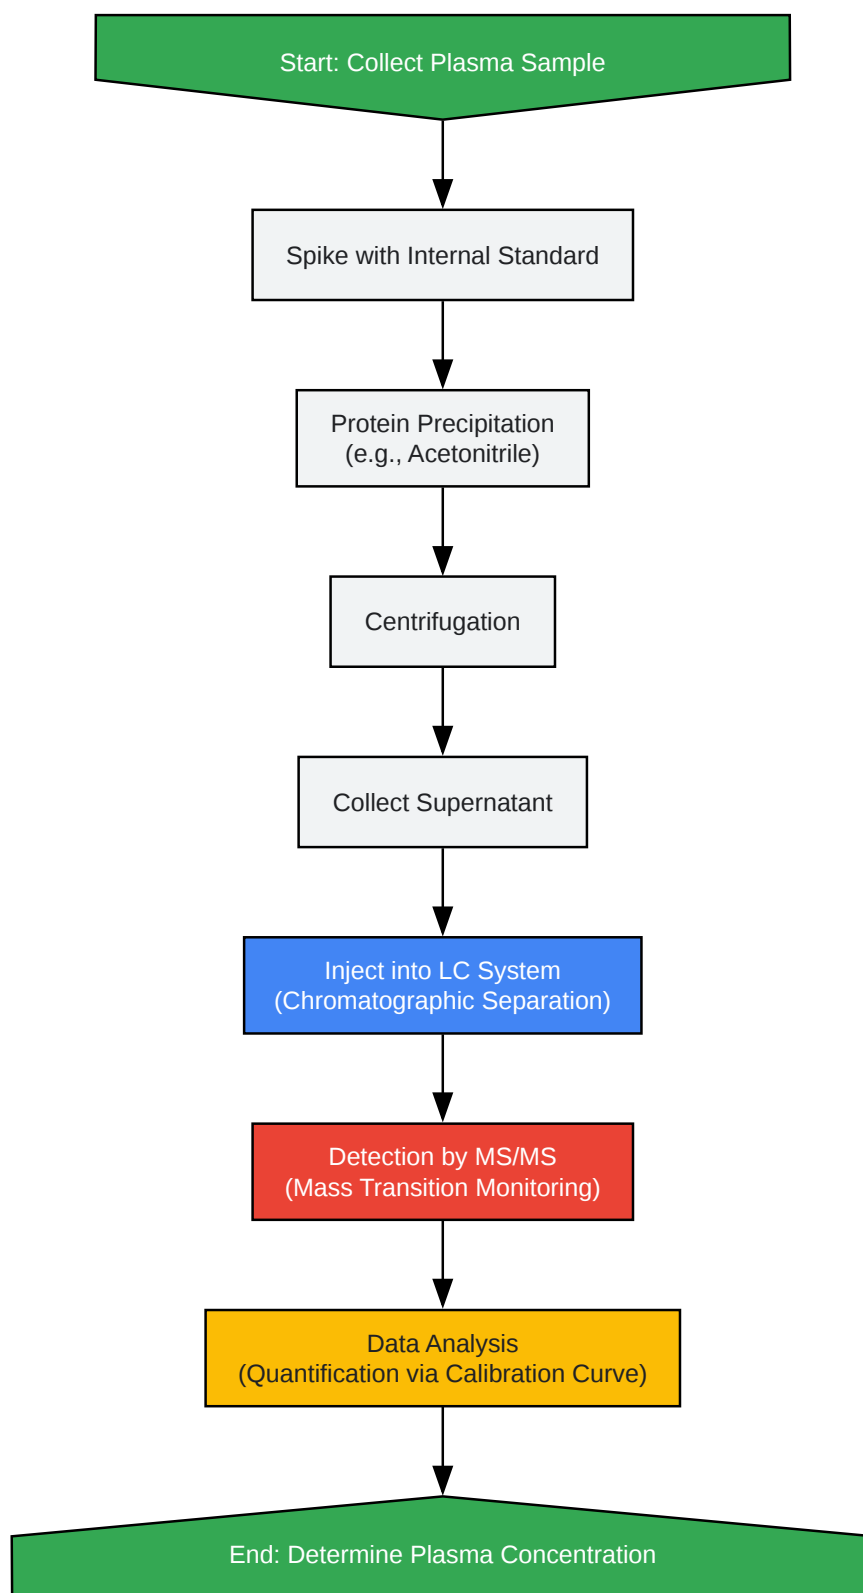 Start: Collect Plasma Sample
Spike with Internal Standard
Protein Precipitation
(e.g., Acetonitrile)
Centrifugation
Collect Supernatant
Inject into LC System
(Chromatographic Separation)
Detection by MS/MS
(Mass Transition Monitoring)
Data Analysis
(Quantification via Calibration Curve)
End: Determine Plasma Concentration